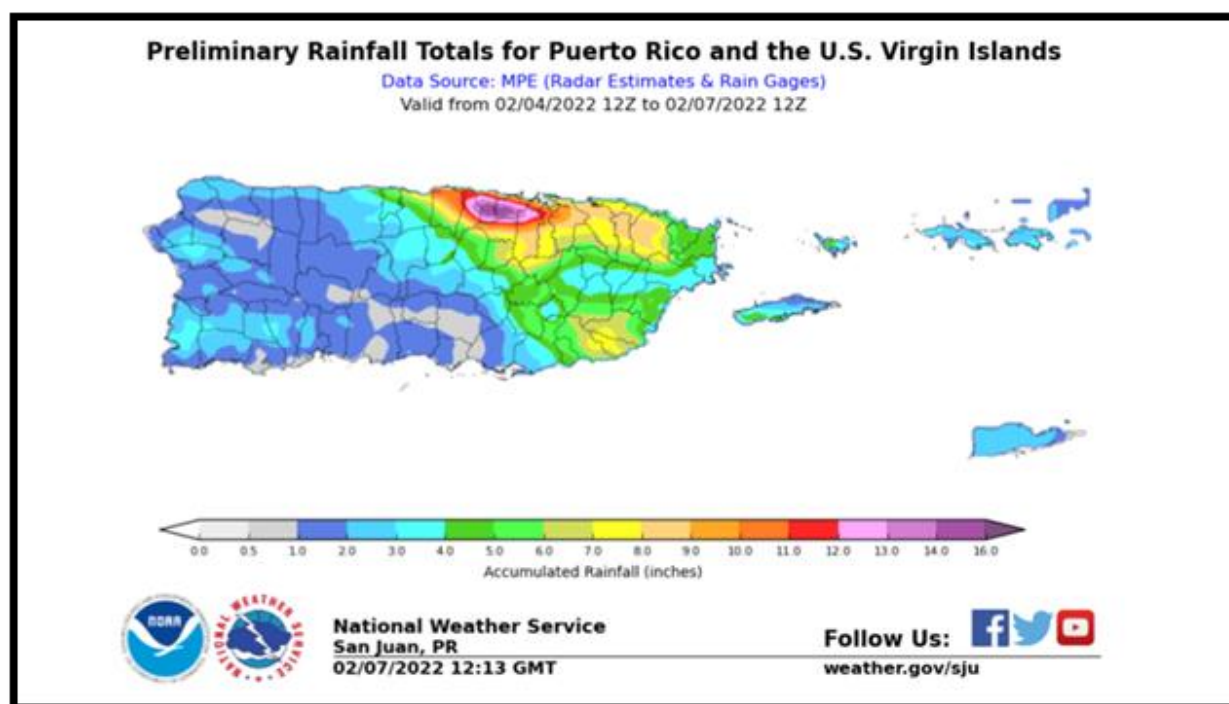 Preliminary Rainfall Totals for Puerto Rico and the U.S. Virgin Islands
Data Source: MPE (Radar Estimates & Rain Gages)
Valid from 02/04/2022 12Z to 02/07/2022 12Z
0.0 0.5 1.0 2.0 3.0 4.0 5.0 6.0 7.0 8.0 9.0 10.0 11.0 12.0 13.0 14.0 16.0
Accumulated Rainfall (inches)
NOAA
NATIONAL WEATHER SERVICE
National Weather Service
San Juan, PR
02/07/2022 12:13 GMT
Follow Us:
weather.gov/sju